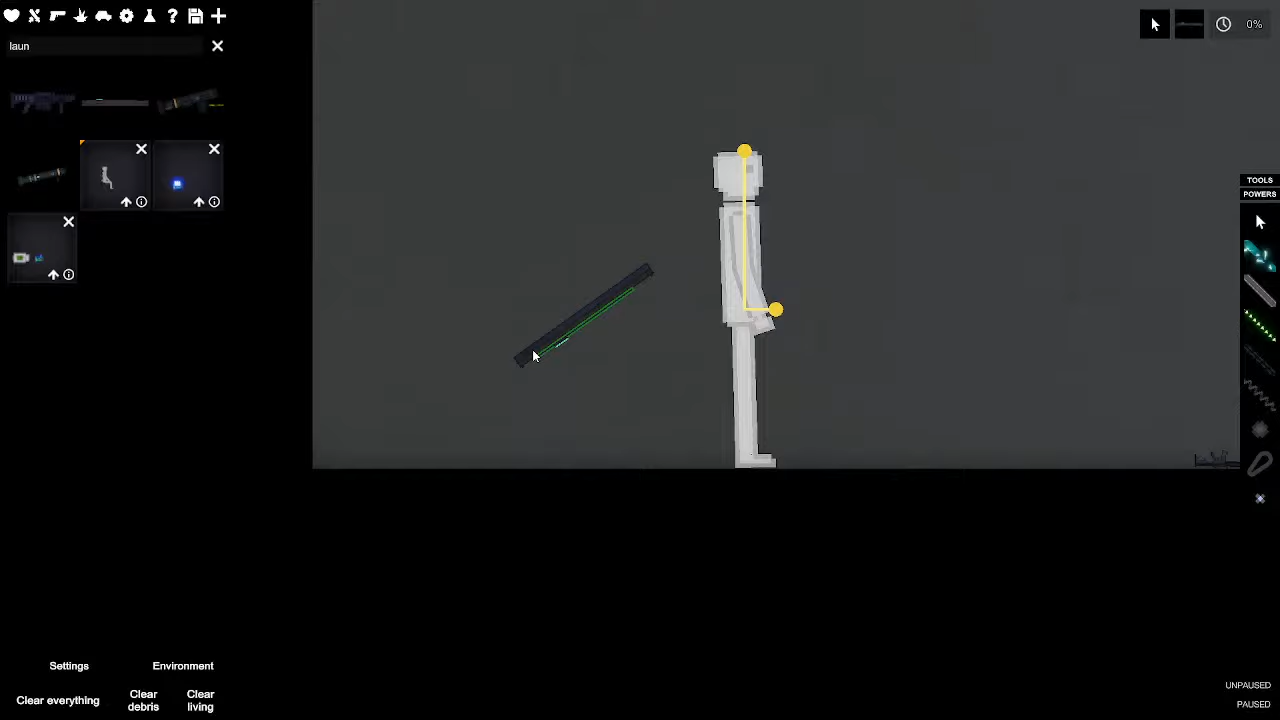 laun
0%
TOOLS
POWERS
Settings
Environment
Clear everything
Clear debris
Clear living
UNPAUSED
PAUSED